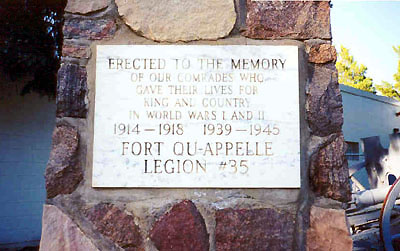 ERECTED TO THE MEMORY
OF OUR COMRADES WHO
GAVE THEIR LIVES FOR
KING AND COUNTRY
IN WORLD WARS I AND II
1914-1918 1939-1945
FORT QU-APPELLE
LEGION #35